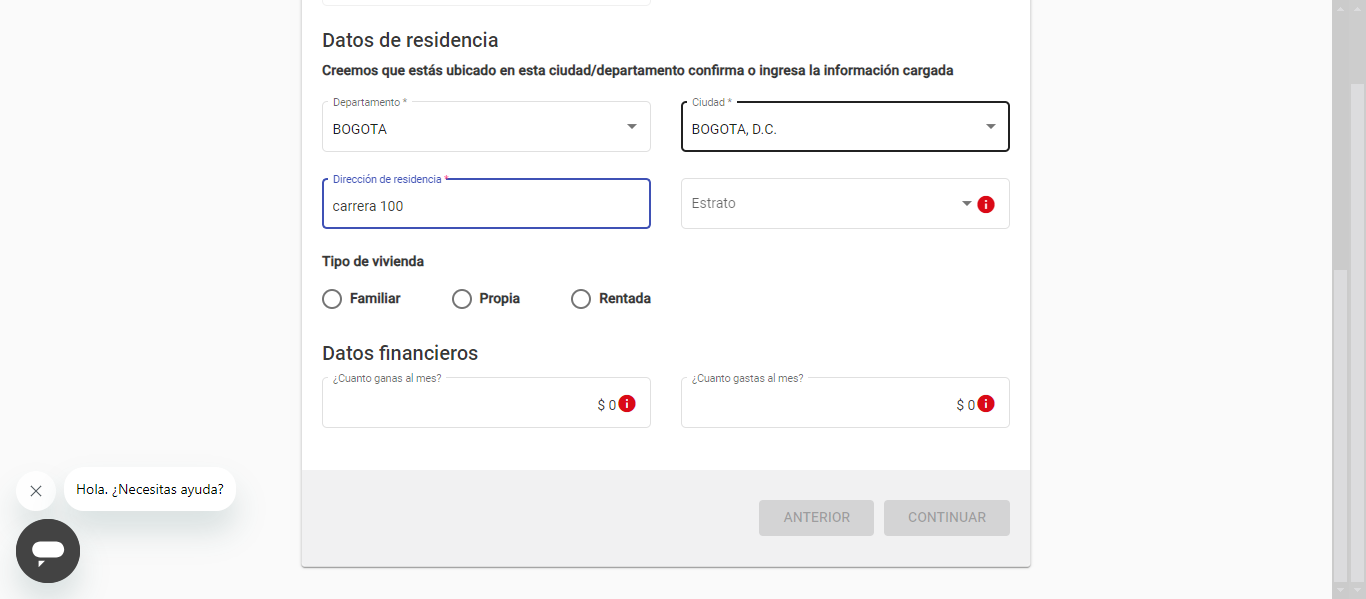 Datos de residencia
Creemos que estás ubicado en esta ciudad/departamento confirma o ingresa la información cargada
Departamento *
BOGOTA
Ciudad *
BOGOTA, D.C.
Dirección de residencia *
carrera 100
Estrato
Tipo de vivienda
Familiar
Propia
Rentada
Datos financieros
¿Cuanto ganas al mes?
$ 0
¿Cuanto gastas al mes?
$ 0
Hola. ¿Necesitas ayuda?
ANTERIOR
CONTINUAR